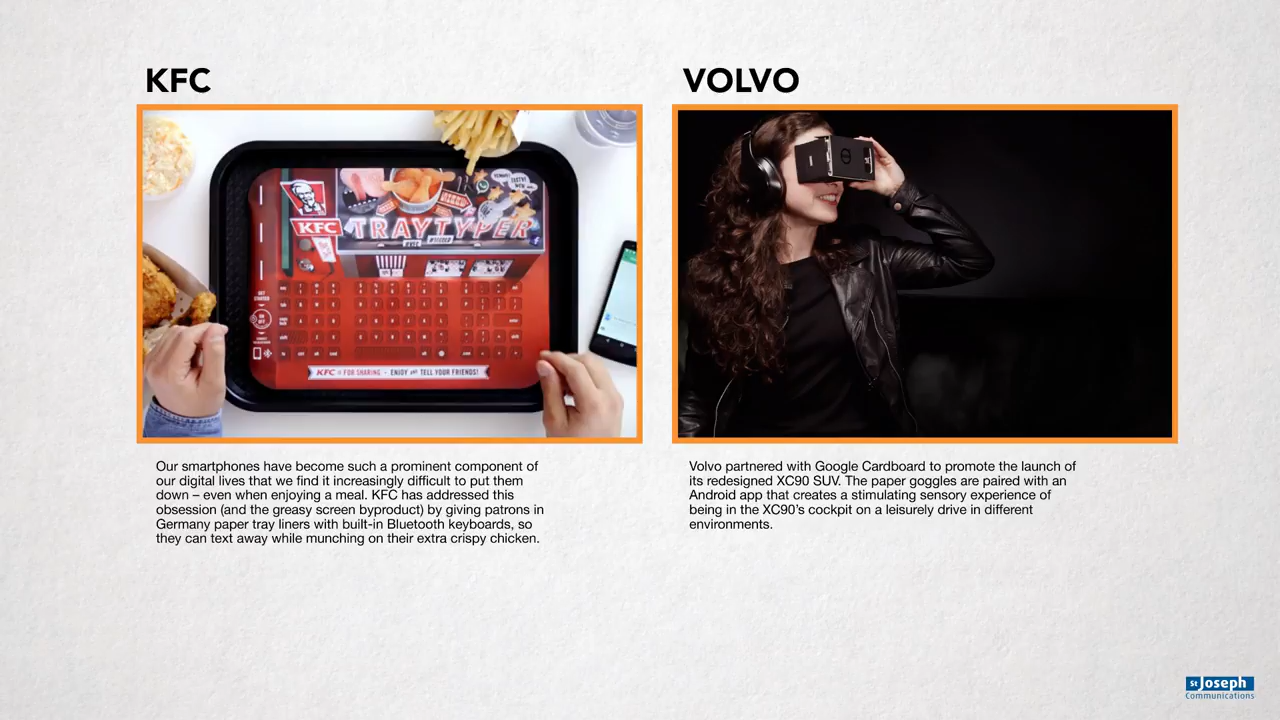 KFC
VOLVO
KFC
TRAYTYPER
KFC IS FOR SHARING - ENJOY AND TELL YOUR FRIENDS!
Our smartphones have become such a prominent component of
our digital lives that we find it increasingly difficult to put them
down – even when enjoying a meal. KFC has addressed this
obsession (and the greasy screen byproduct) by giving patrons in
Germany paper tray liners with built-in Bluetooth keyboards, so
they can text away while munching on their extra crispy chicken.
Volvo partnered with Google Cardboard to promote the launch of
its redesigned XC90 SUV. The paper goggles are paired with an
Android app that creates a stimulating sensory experience of
being in the XC90's cockpit on a leisurely drive in different
environments.
St Joseph
Communications